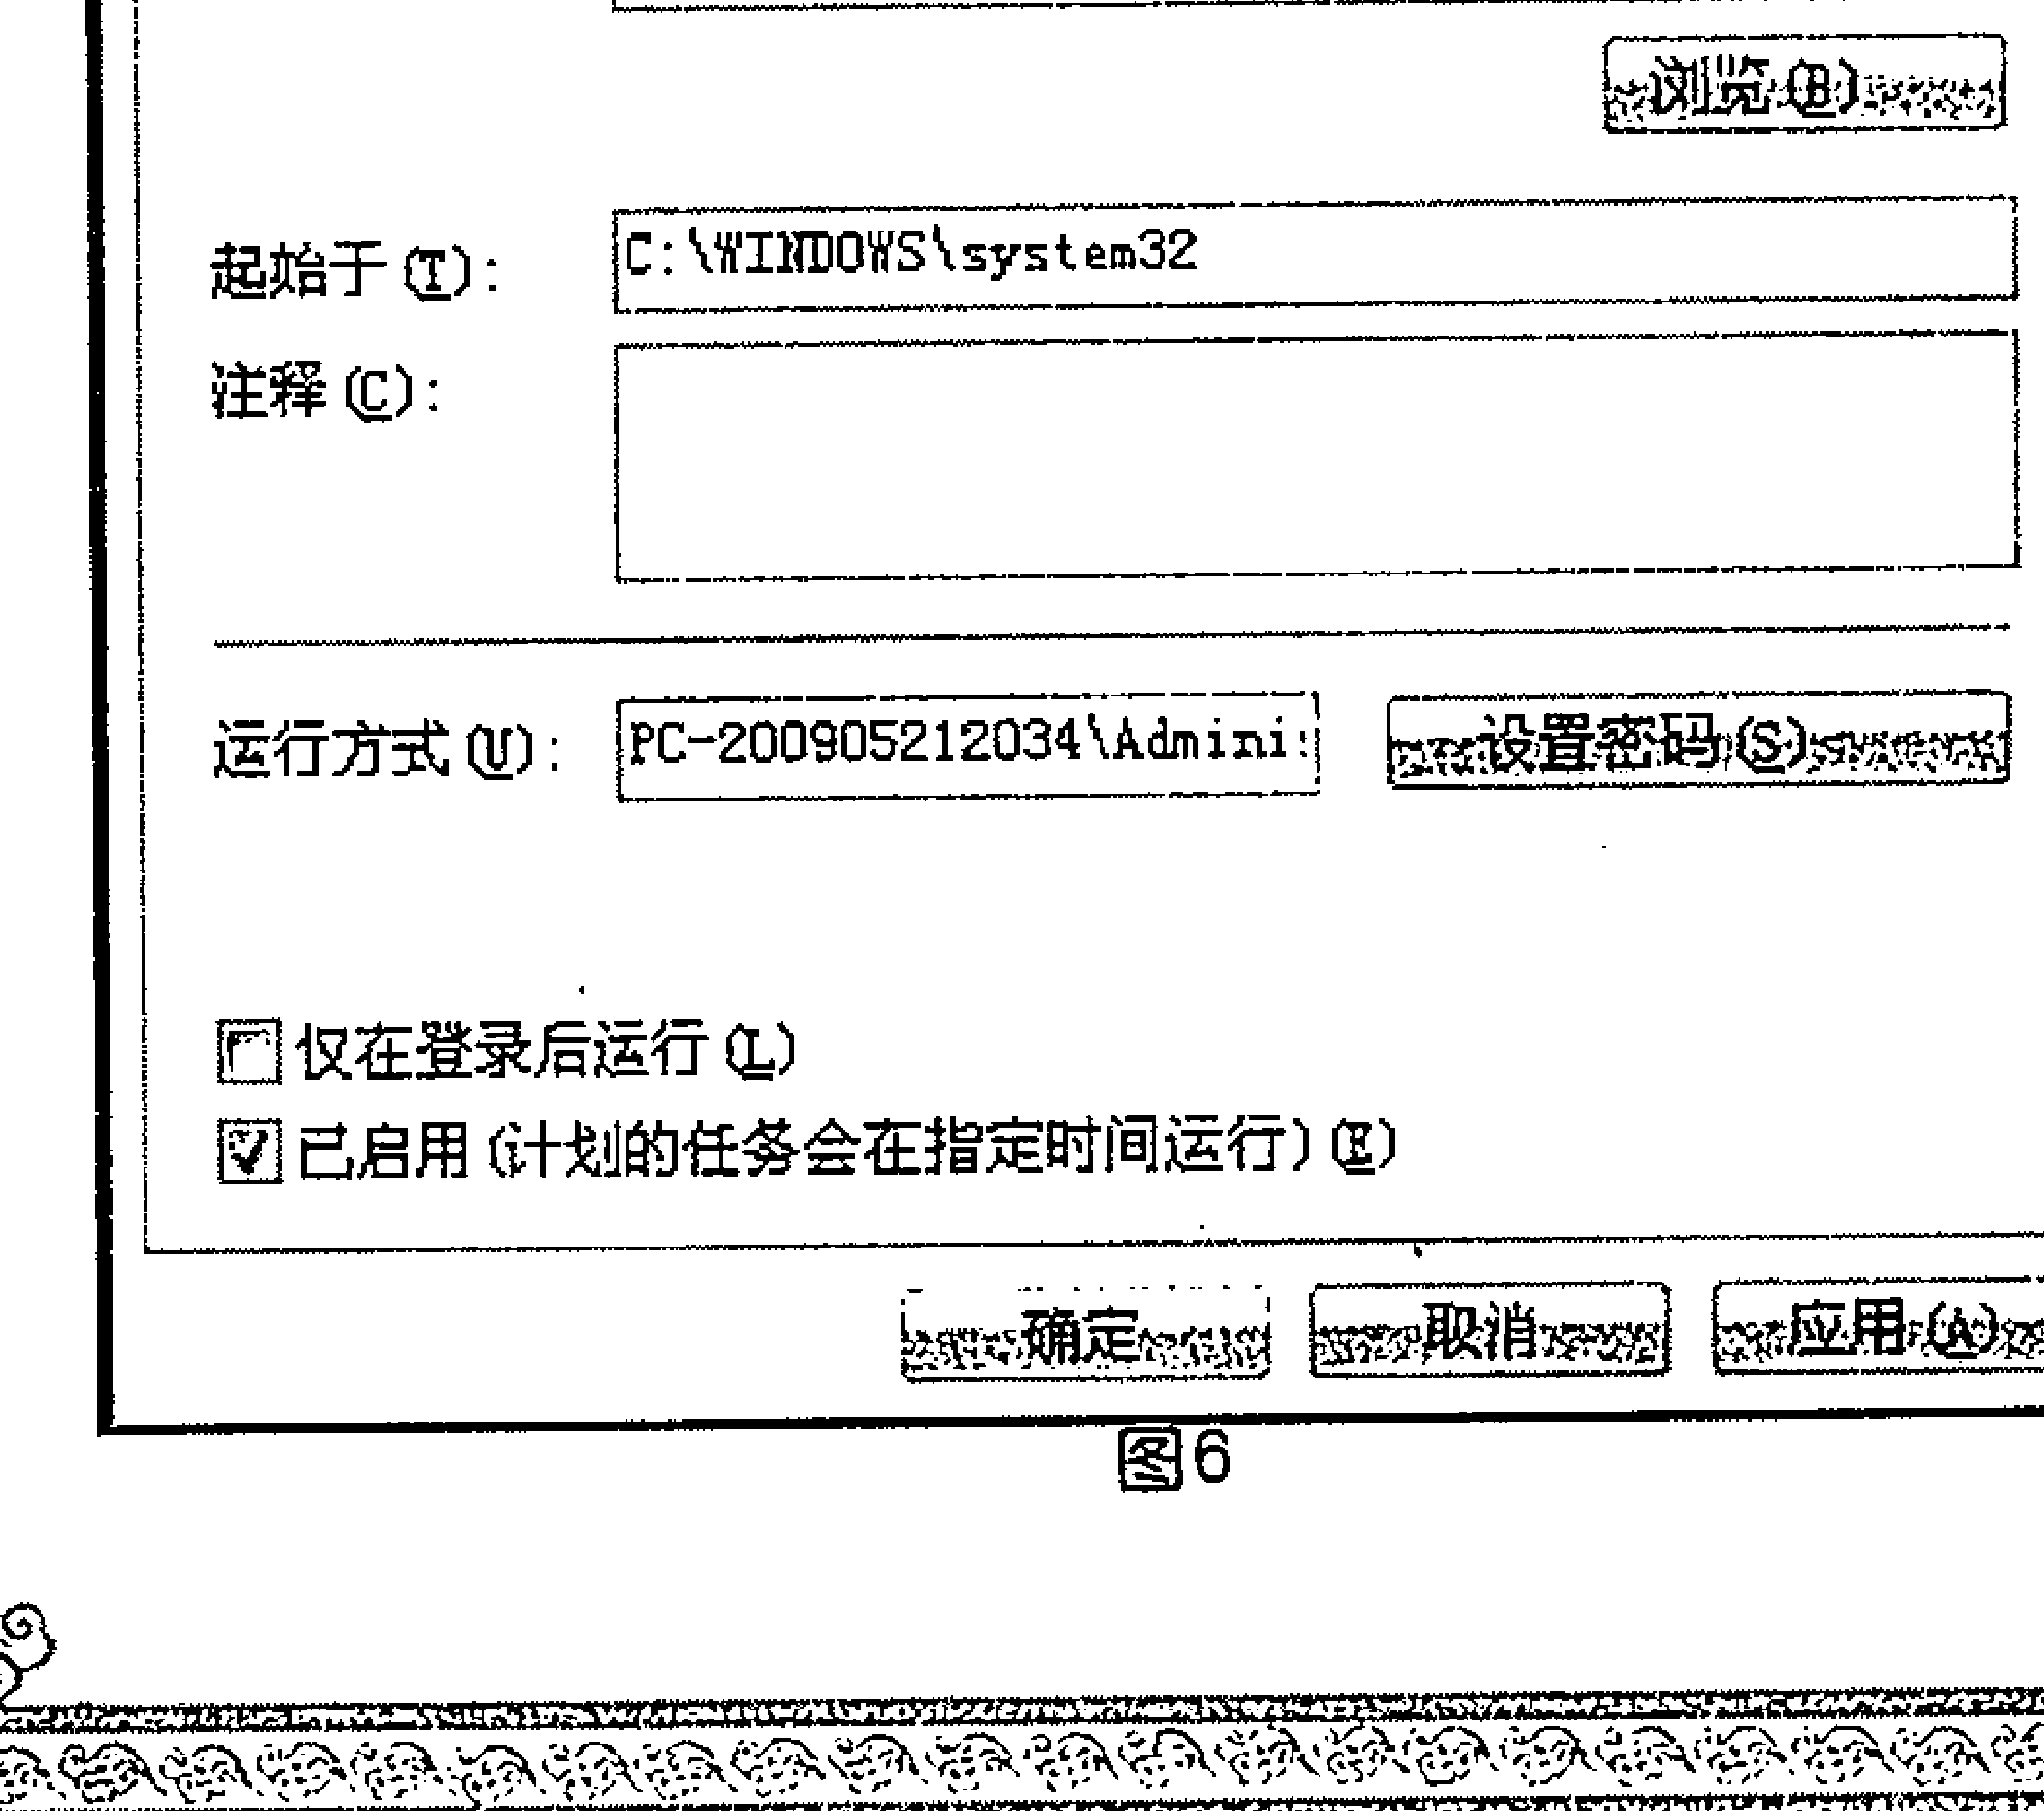 浏览(B)
起始于(T): C:\WINDOWS\system32
注释(C):
运行方式(U): PC-200905212034\Admini 设置密码(S)
仅在登录后运行(L)
已启用(计划的任务会在指定时间运行)(E)
确定 取消 应用(A)
图6